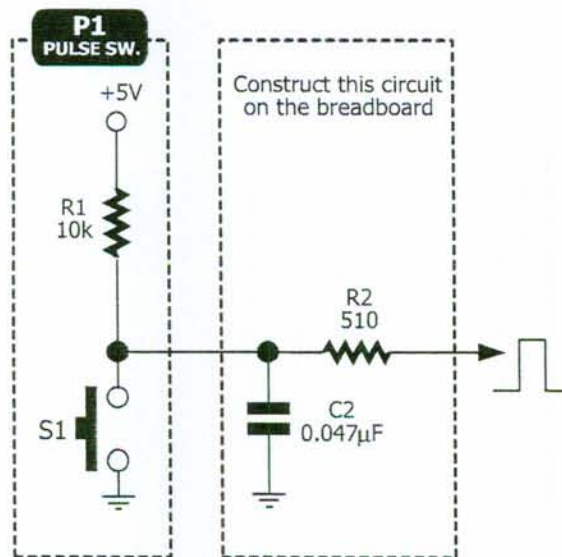 P1
PULSE SW.
+5V
R1
10k
S1
Construct this circuit
on the breadboard
R2
510
C2
0.047µF